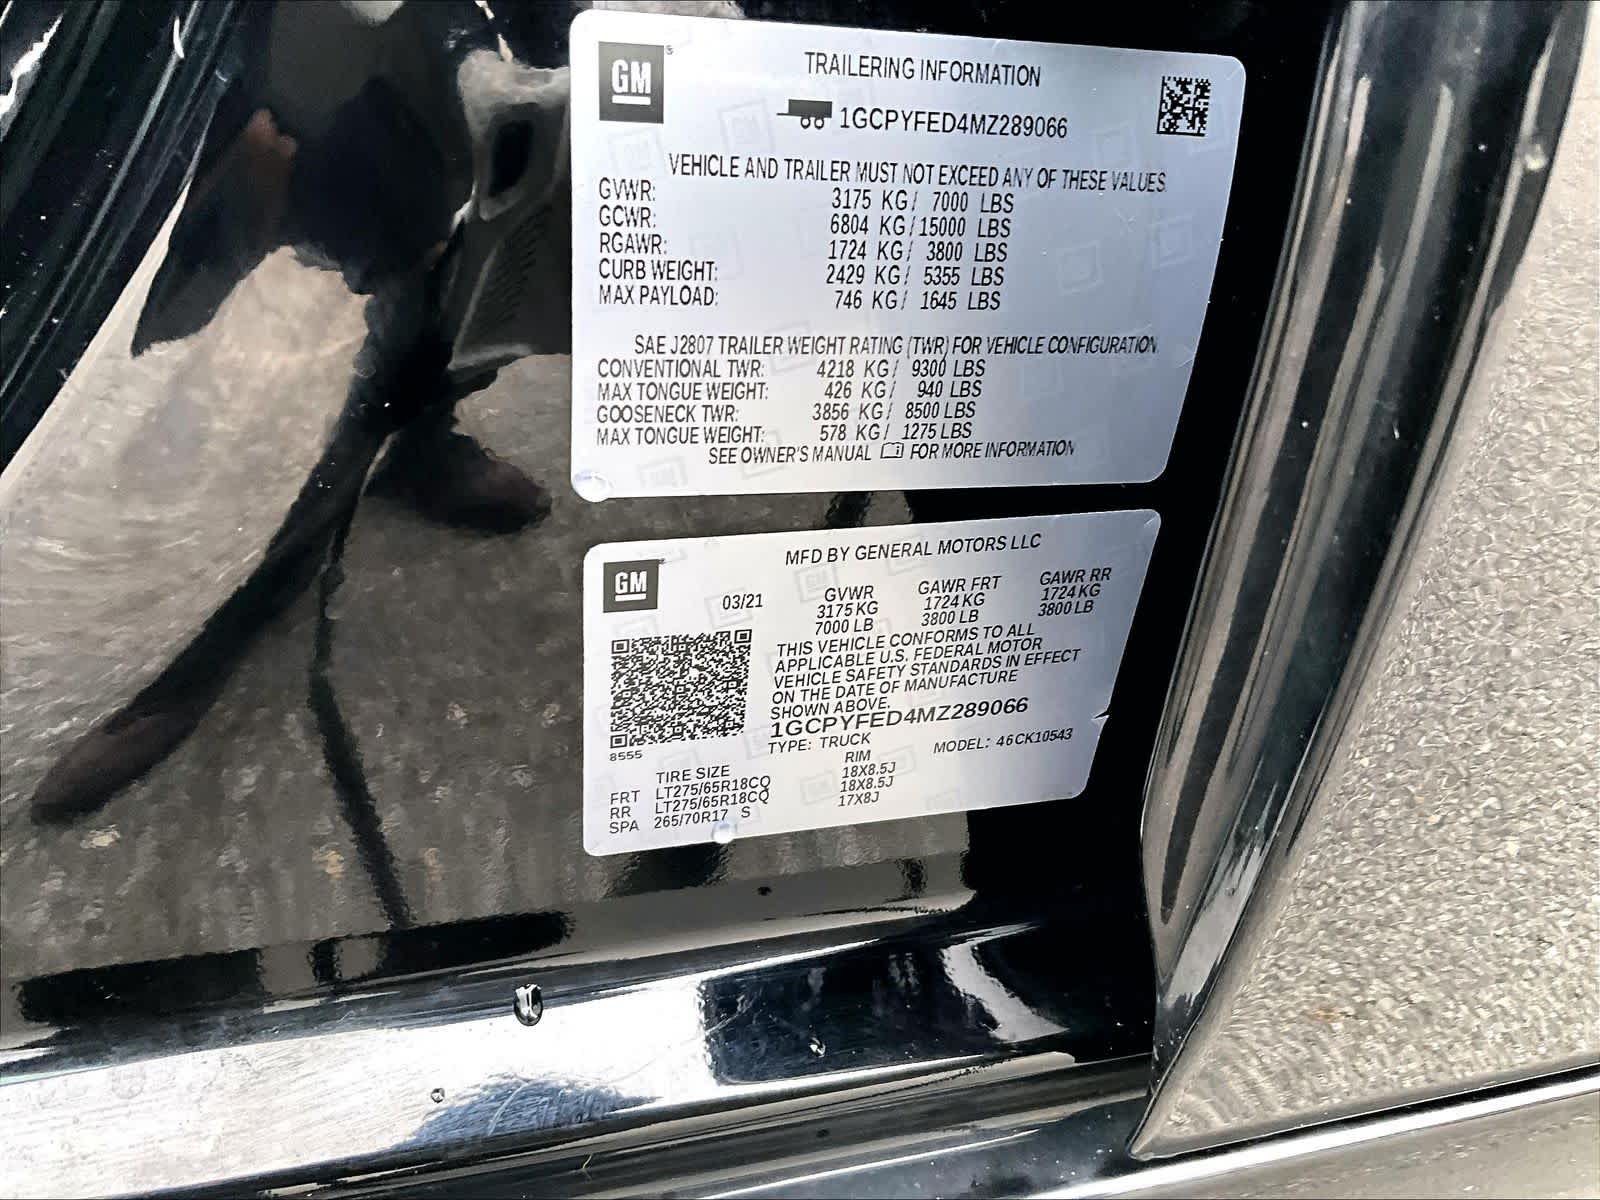 GM
TRAILERING INFORMATION
1GCPYFED4MZ289066
VEHICLE AND TRAILER MUST NOT EXCEED ANY OF THESE VALUES.
GVWR: 3175 KG/ 7000 LBS
GCWR: 6804 KG/ 15000 LBS
RGAWR: 1724 KG/ 3800 LBS
CURB WEIGHT: 2429 KG/ 5355 LBS
MAX PAYLOAD: 746 KG/ 1645 LBS
SAE J2807 TRAILER WEIGHT RATING (TWR) FOR VEHICLE CONFIGURATION.
CONVENTIONAL TWR: 4218 KG/ 9300 LBS
MAX TONGUE WEIGHT: 426 KG/ 940 LBS
GOOSENECK TWR: 3856 KG/ 8500 LBS
MAX TONGUE WEIGHT: 578 KG/ 1275 LBS
SEE OWNER'S MANUAL FOR MORE INFORMATION
GM
MFD BY GENERAL MOTORS LLC
03/21 GVWR GAWR FRT GAWR RR
3175 KG 1724 KG 1724 KG
7000 LB 3800 LB 3800 LB
THIS VEHICLE CONFORMS TO ALL
APPLICABLE U.S. FEDERAL MOTOR
VEHICLE SAFETY STANDARDS IN EFFECT
ON THE DATE OF MANUFACTURE
SHOWN ABOVE.
1GCPYFED4MZ289066
8555
TYPE: TRUCK MODEL: 46CK10543
TIRE SIZE RIM
FRT LT275/65R18CQ 18X8.5J
RR LT275/65R18CQ 18X8.5J
SPA 265/70R17 S 17X8J